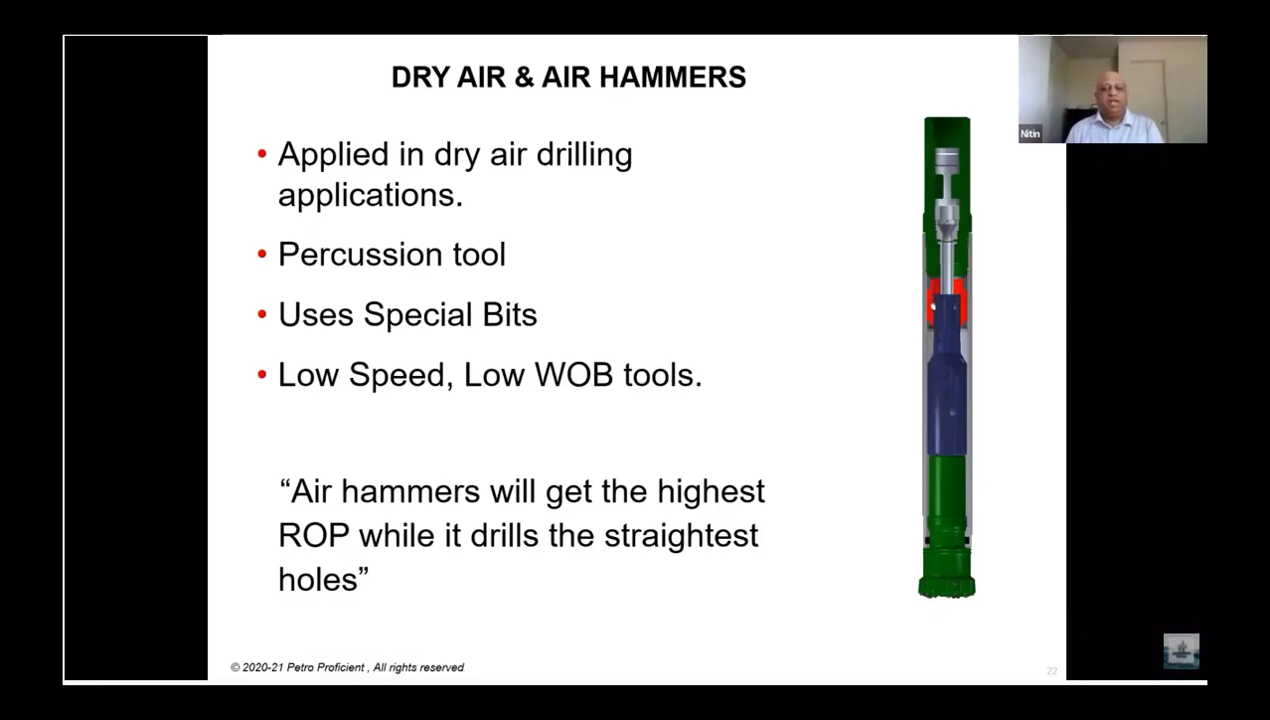 DRY AIR & AIR HAMMERS
Nitin
• Applied in dry air drilling
applications.
• Percussion tool
• Uses Special Bits
• Low Speed, Low WOB tools.
“Air hammers will get the highest
ROP while it drills the straightest
holes”
© 2020-21 Petro Proficient , All rights reserved
22